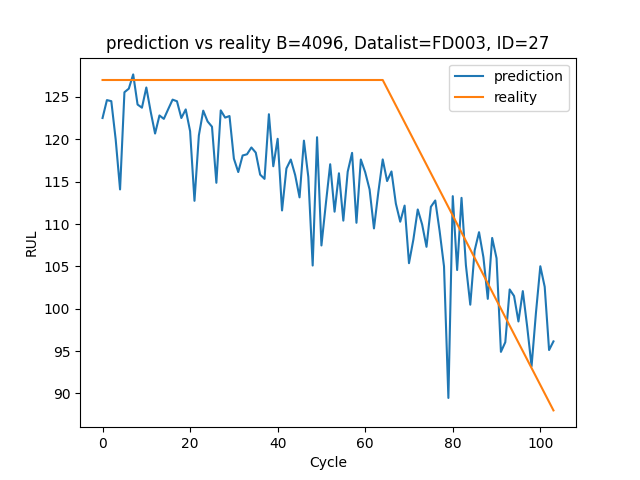 prediction vs reality B=4096, Datalist=FD003, ID=27
prediction
reality
125
120
115
110
105
100
95
90
RUL
0 20 40 60 80 100
Cycle